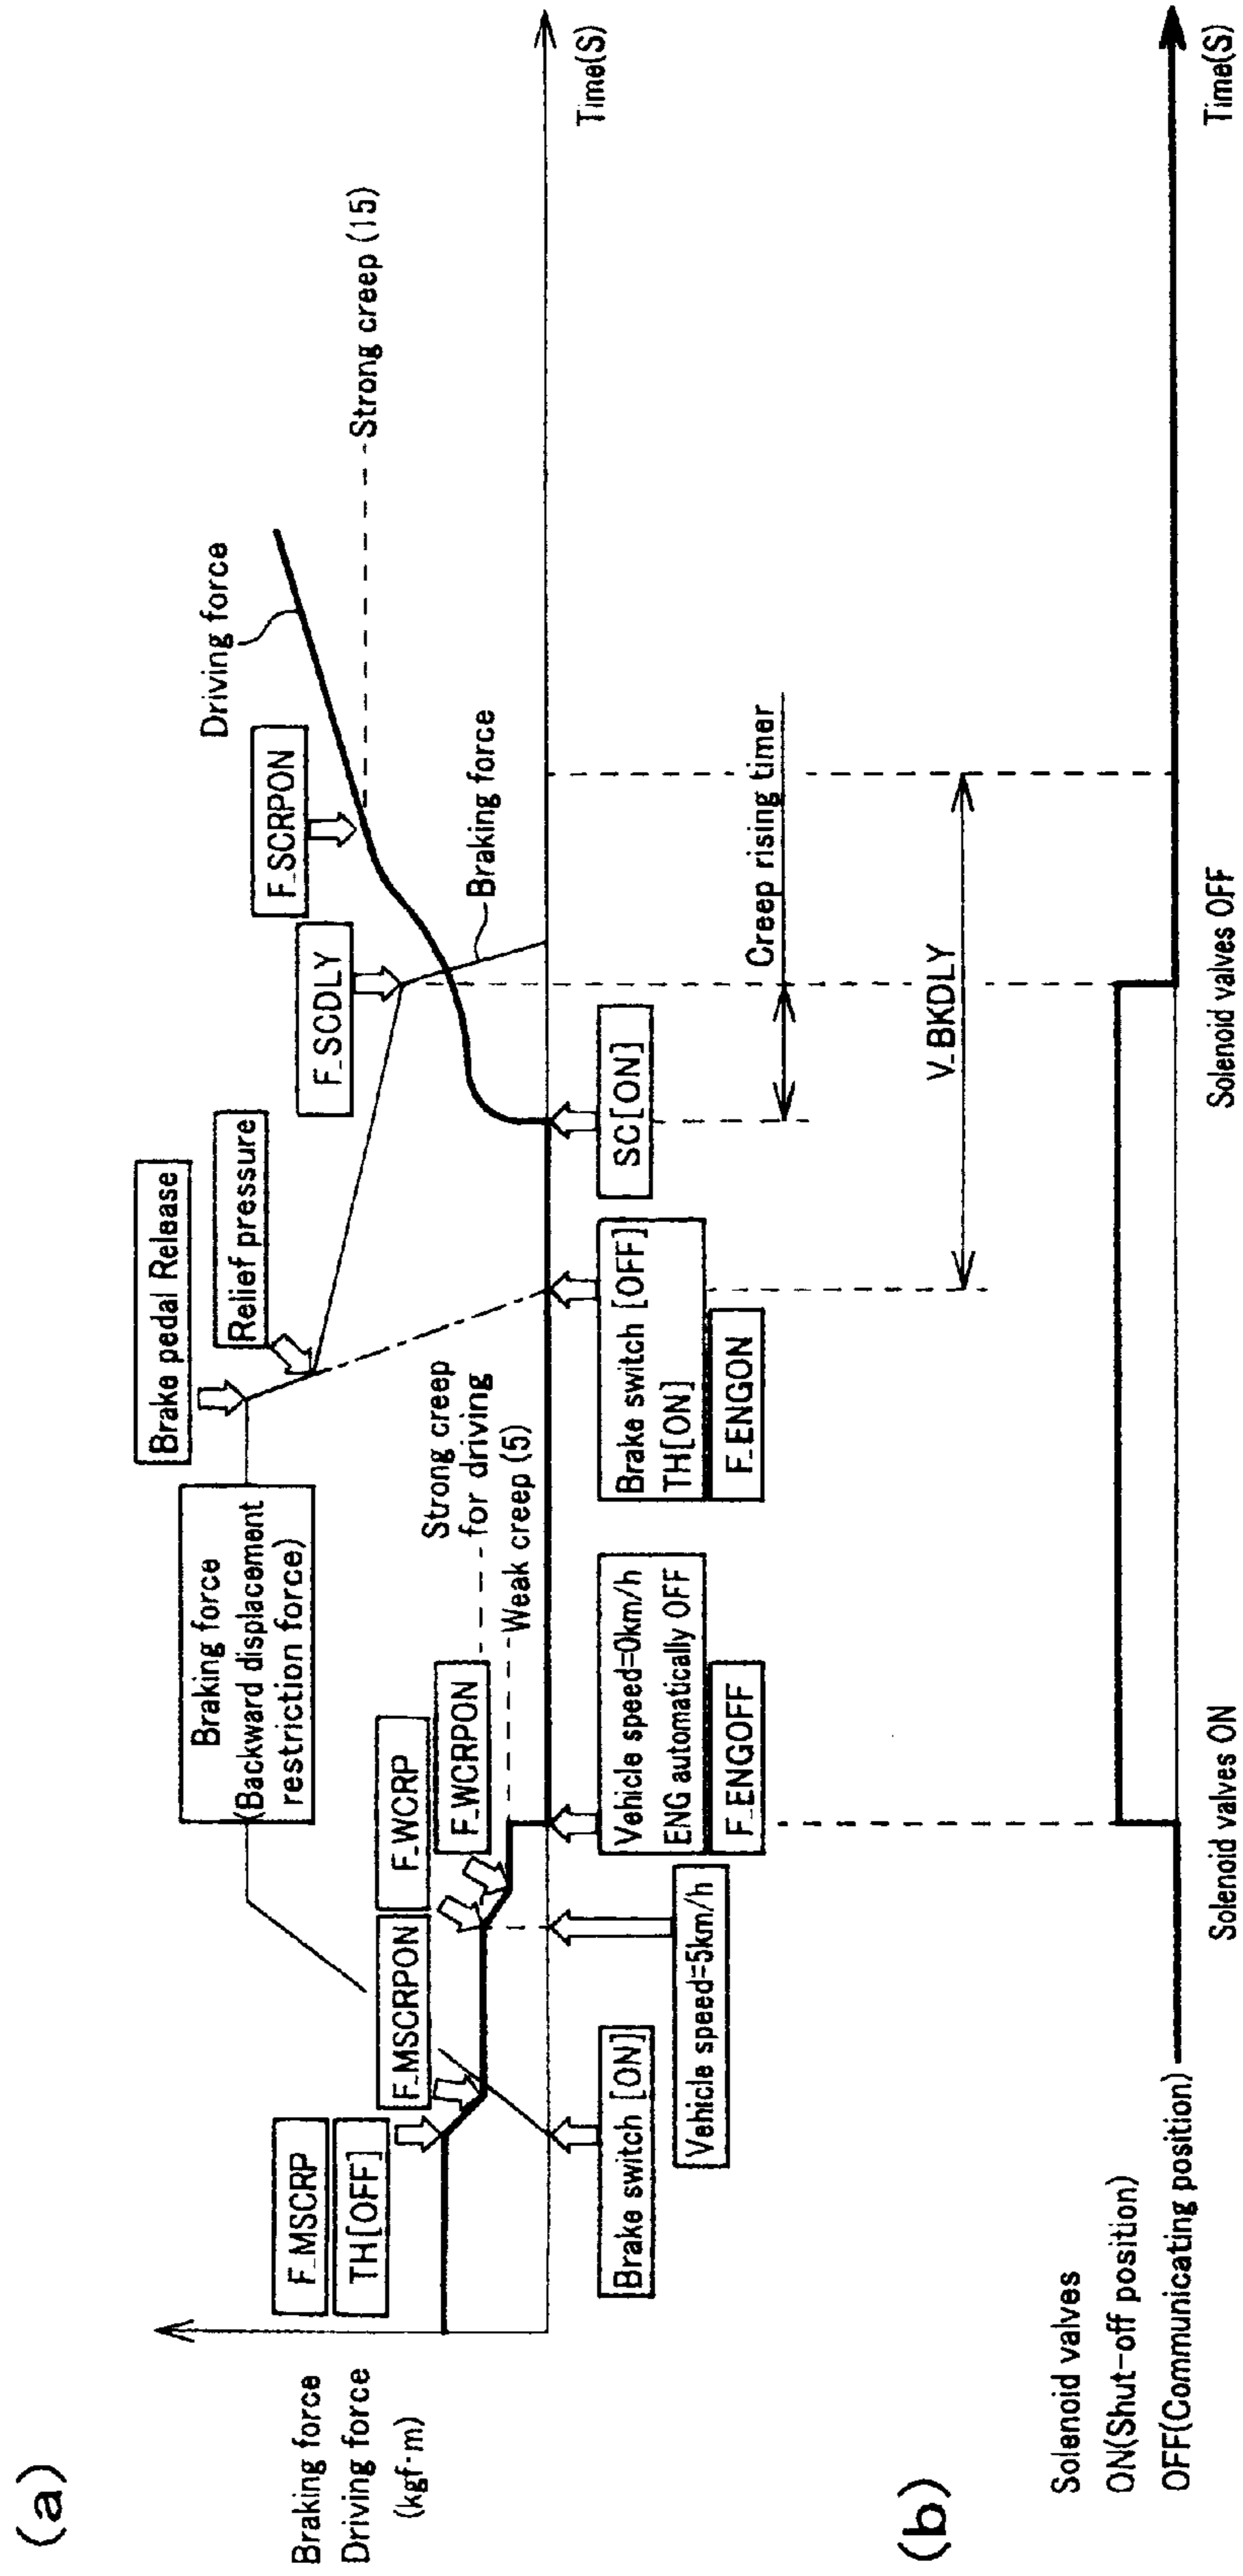 (a)
Braking force
Driving force
(kgf·m)
F_MSCRP
TH[OFF]
F_MSCRPON
F_WCRP
F_WCRPON
Braking force
(Backward displacement
restriction force)
Brake pedal Release
Relief pressure
Strong creep
for driving
Weak creep (5)
F_SCDLY
F_SCRPON
Driving force
Braking force
Strong creep (15)
Time(S)
Brake switch [ON]
Vehicle speed=5km/h
Vehicle speed=0km/h
ENG automatically OFF
F_ENGOFF
Brake switch [OFF]
TH[ON]
F_ENGON
SC[ON]
Creep rising timer
V_BKDLY
(b)
Solenoid valves
ON(Shut-off position)
OFF(Communicating position)
Solenoid valves ON
Solenoid valves OFF
Time(S)